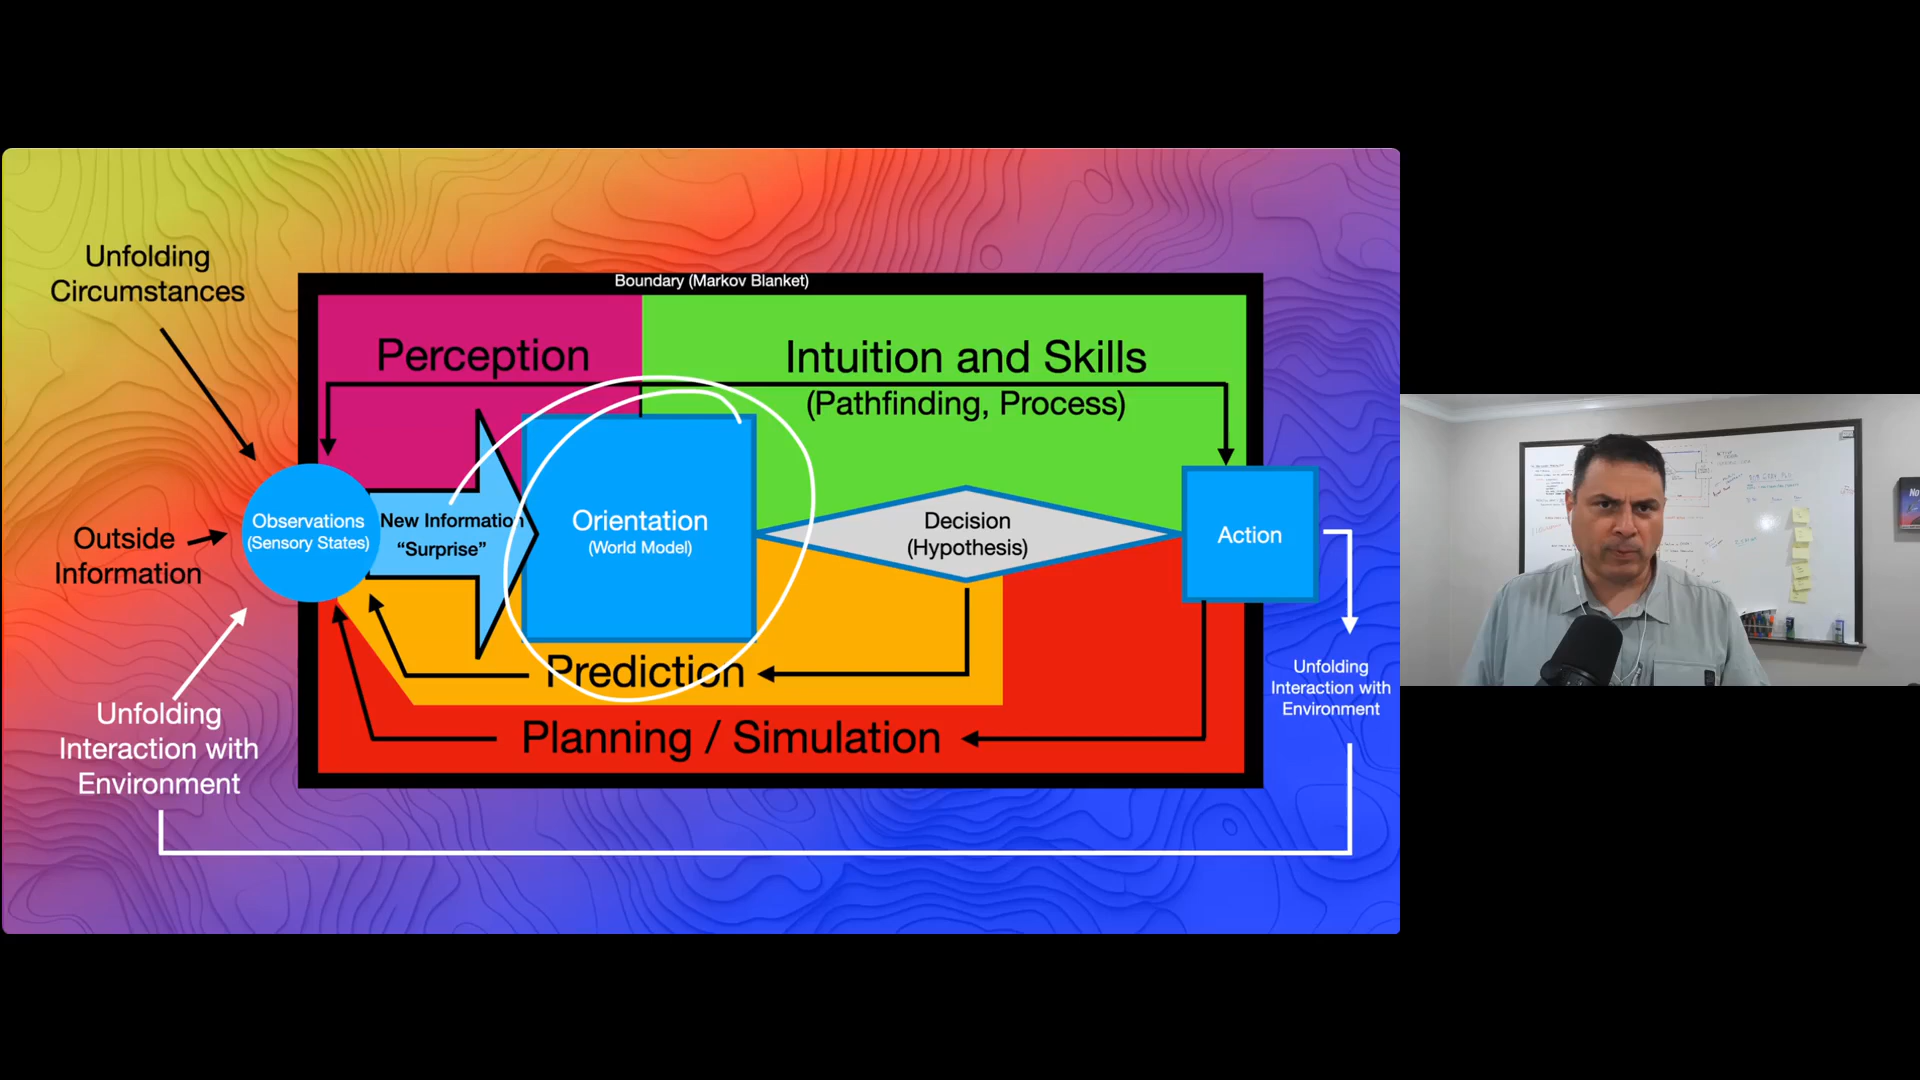 Boundary (Markov Blanket)
Unfolding
Circumstances
Perception
Intuition and Skills
(Pathfinding, Process)
Outside
Information
Observations
(Sensory States)
New Information
“Surprise”
Orientation
(World Model)
Decision
(Hypothesis)
Action
Prediction
Planning / Simulation
Unfolding
Interaction with
Environment
Unfolding
Interaction with
Environment